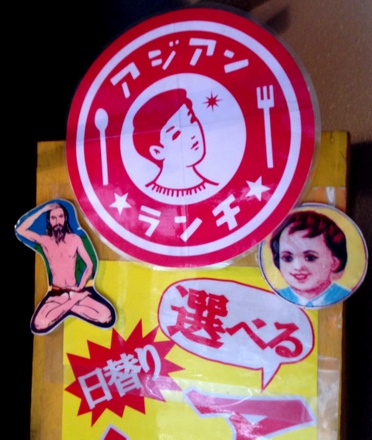 アジアン
ランチ
選べる
日替り